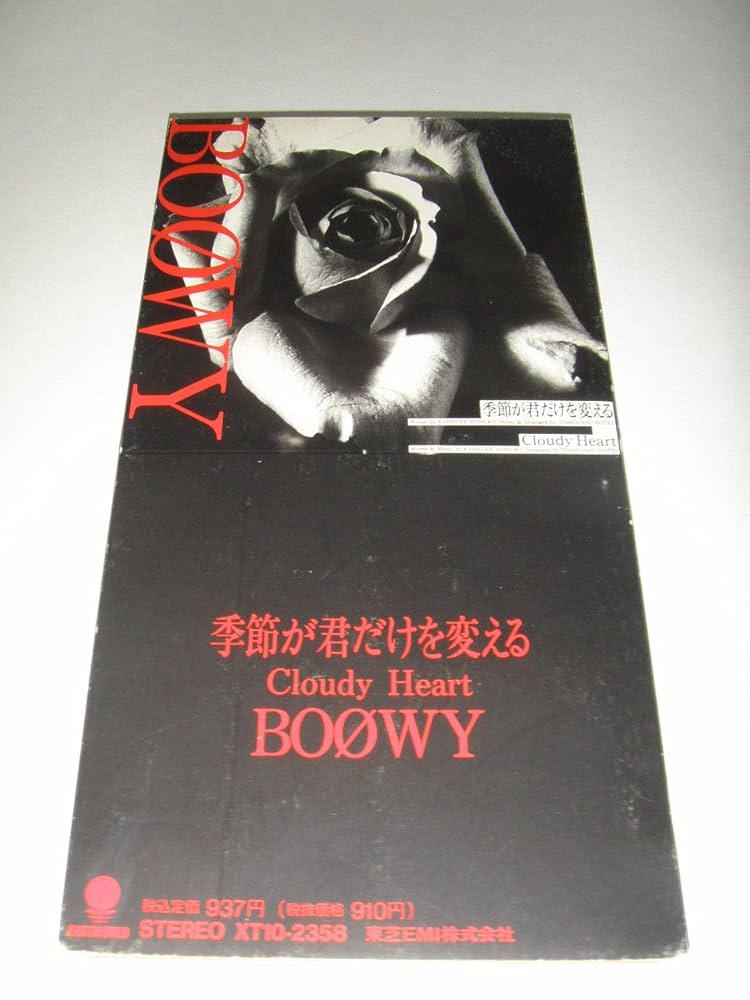 BOØWY
季節が君だけを変える
Cloudy Heart
季節が君だけを変える
Cloudy Heart
BOØWY
税込定価 937円 (税抜価格 910円)
STEREO XT10-2358 東芝EMI株式会社